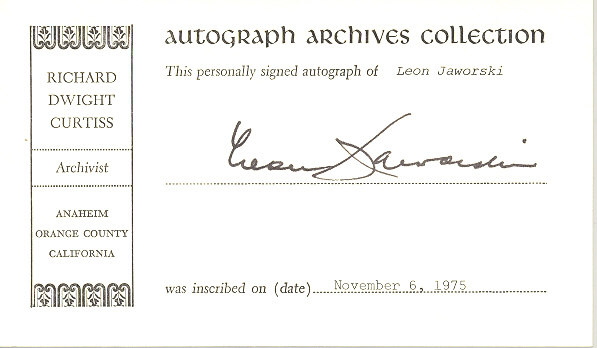 AUTOGRAPH ARCHIVES COLLECTION
This personally signed autograph of Leon Jaworski
RICHARD
DWIGHT
CURTISS
Archivist
ANAHEIM
ORANGE COUNTY
CALIFORNIA
Leon Jaworski
was inscribed on (date) November 6, 1975